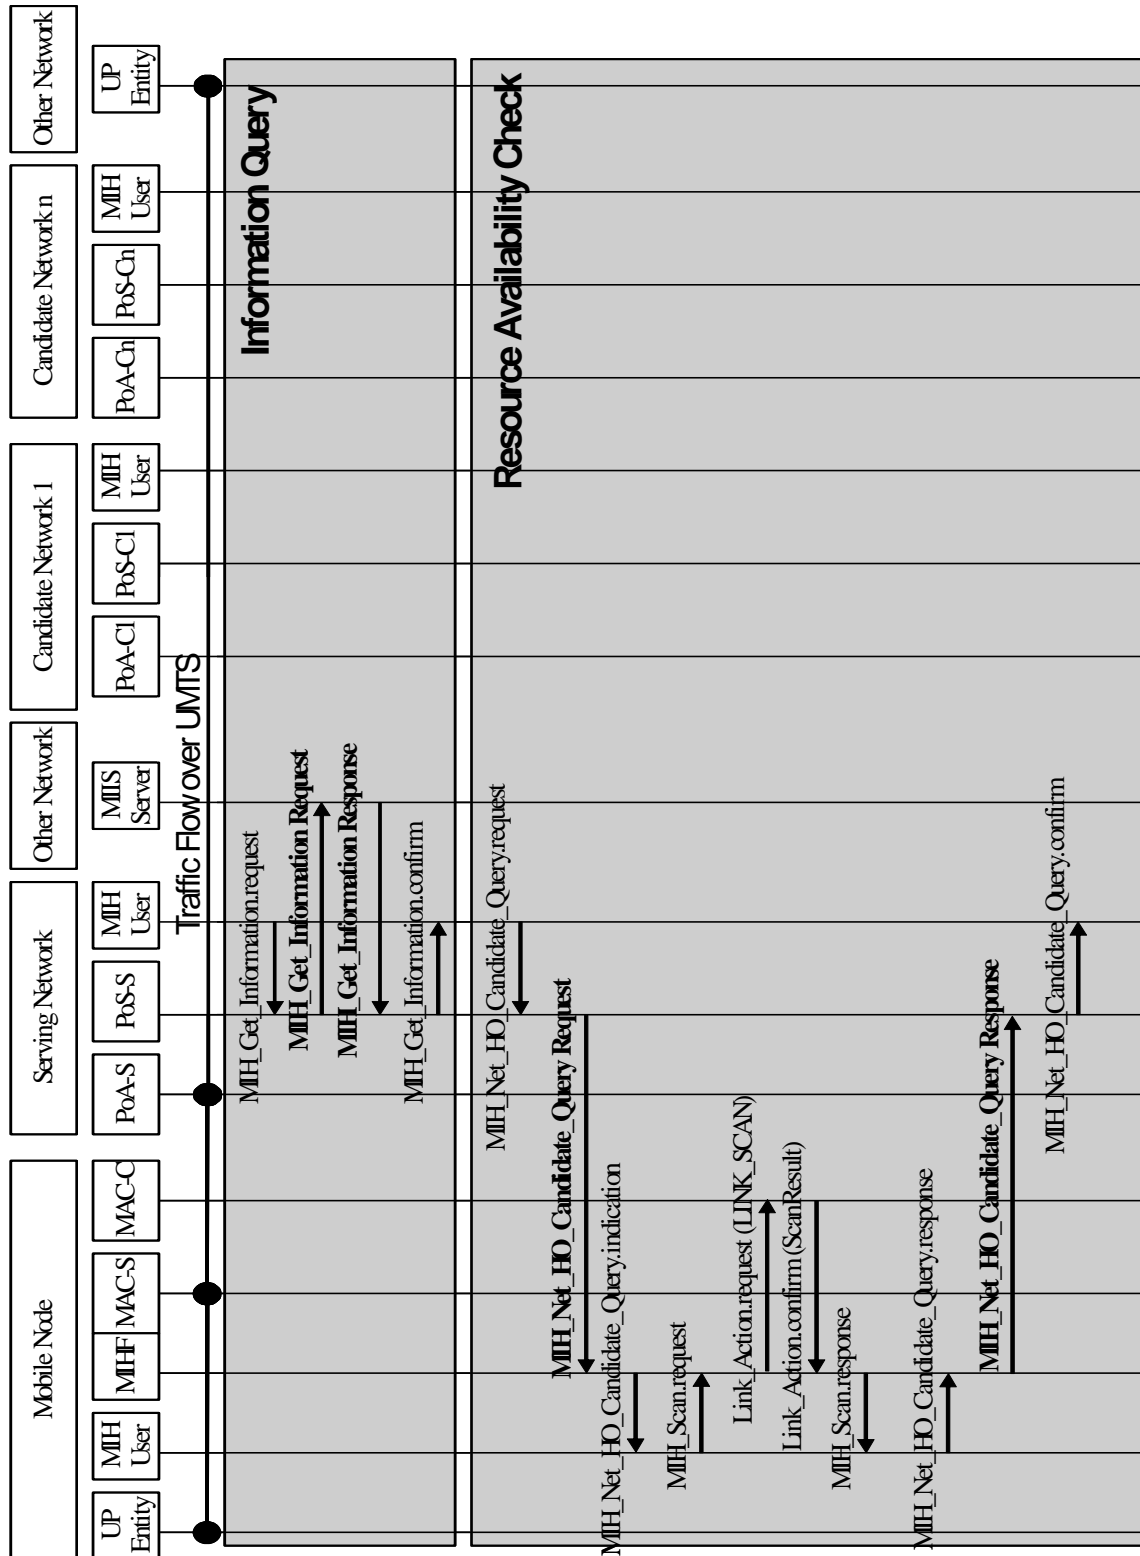 Mobile Node
Serving Network
Other Network
Candidate Network 1
Candidate Network n
Other Network
UP
Entity
MIH
User
MIHF
MAC-S
MAC-C
PoA-S
PoS-S
MIH
User
MIIS
Server
PoA-C1
PoS-C1
MIH
User
PoA-Cn
PoS-Cn
MIH
User
UP
Entity
Traffic Flow over UMTS
Information Query
MIH_Get_Information.request
MIH_Get_Information Request
MIH_Get_Information Response
MIH_Get_Information.confirm
Resource Availability Check
MIH_Net_HO_Candidate_Query.request
MIH_Net_HO_Candidate_Query Request
MIH_Net_HO_Candidate_Query.indication
MIH_Scan.request
Link_Action.request (LINK_SCAN)
Link_Action.confirm (ScanResult)
MIH_Scan.response
MIH_Net_HO_Candidate_Query.response
MIH_Net_HO_Candidate_Query Response
MIH_Net_HO_Candidate_Query.confirm